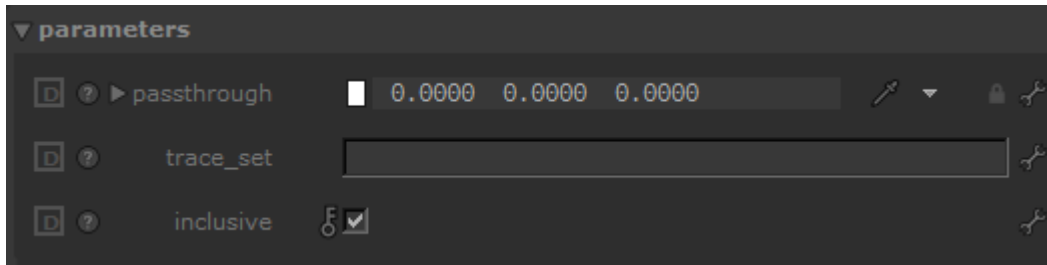 parameters
D ? passthrough 0.0000 0.0000 0.0000
D ? trace_set
D ? inclusive